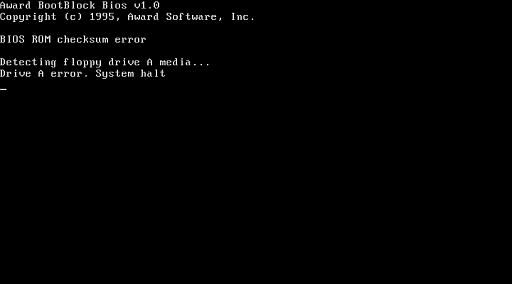 Award BootBlock Bios v1.0
Copyright (c) 1995, Award Software, Inc.
BIOS ROM checksum error
Detecting floppy drive A media...
Drive A error. System halt